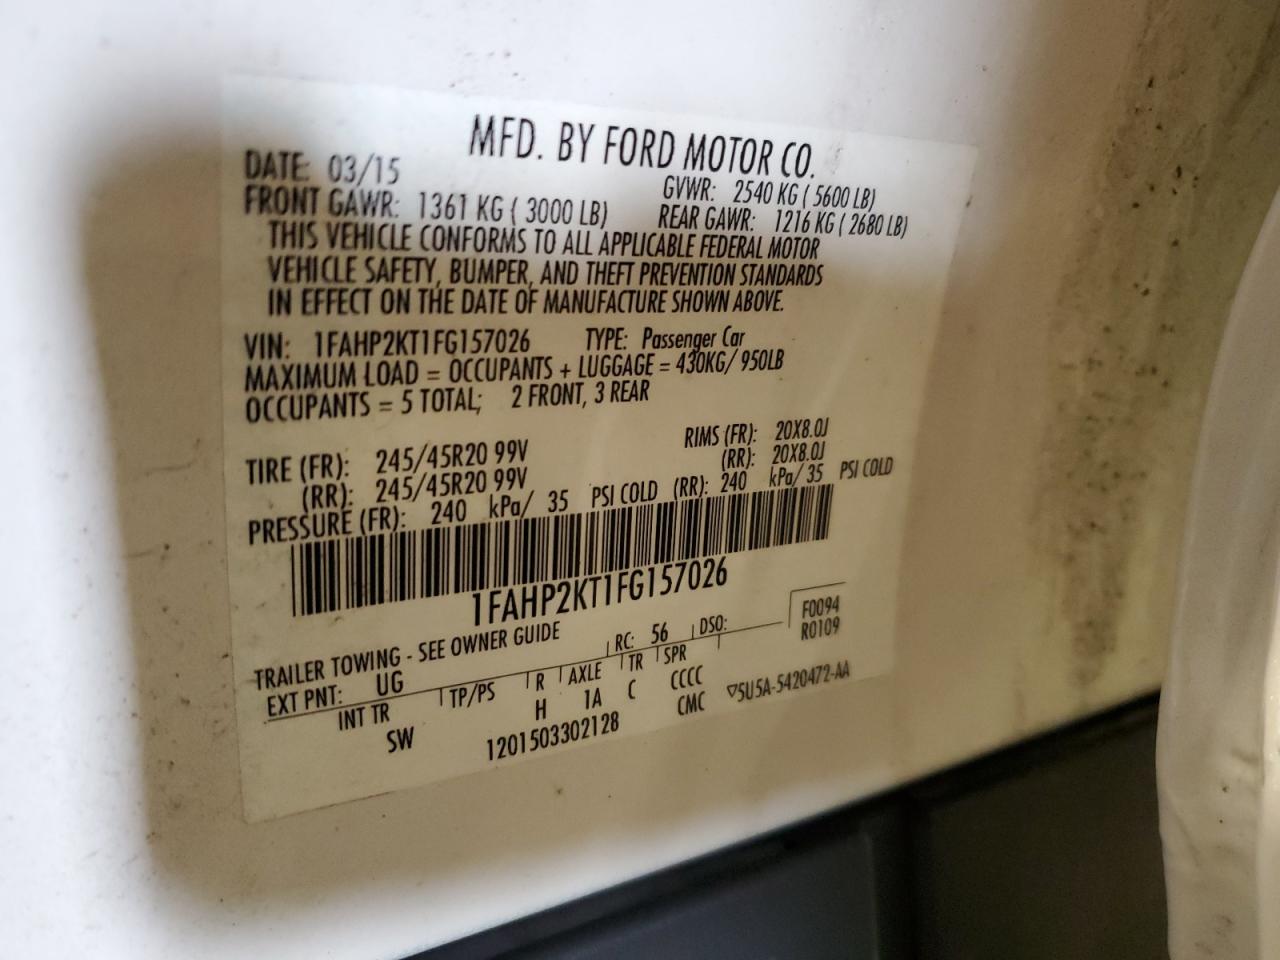 MFD. BY FORD MOTOR CO.
DATE: 03/15 GVWR: 2540 KG ( 5600 LB)
FRONT GAWR: 1361 KG ( 3000 LB) REAR GAWR: 1216 KG ( 2680 LB)
THIS VEHICLE CONFORMS TO ALL APPLICABLE FEDERAL MOTOR
VEHICLE SAFETY, BUMPER, AND THEFT PREVENTION STANDARDS
IN EFFECT ON THE DATE OF MANUFACTURE SHOWN ABOVE.
VIN: 1FAHP2KT1FG157026 TYPE: Passenger Car
MAXIMUM LOAD = OCCUPANTS + LUGGAGE = 430KG/ 950LB
OCCUPANTS = 5 TOTAL; 2 FRONT, 3 REAR
TIRE (FR): 245/45R20 99V RIMS (FR): 20X8.0J
(RR): 245/45R20 99V (RR): 20X8.0J
PRESSURE (FR): 240 kPa/ 35 PSI COLD (RR): 240 kPa/ 35 PSI COLD
1FAHP2KT1FG157026
TRAILER TOWING - SEE OWNER GUIDE F0094
EXT PNT: UG RC: 56 DSO: R0109
INT TR TP/PS R AXLE TR SPR
SW H 1A C CCCC
1201503302128 CMC ▽5U5A-5420472-AA